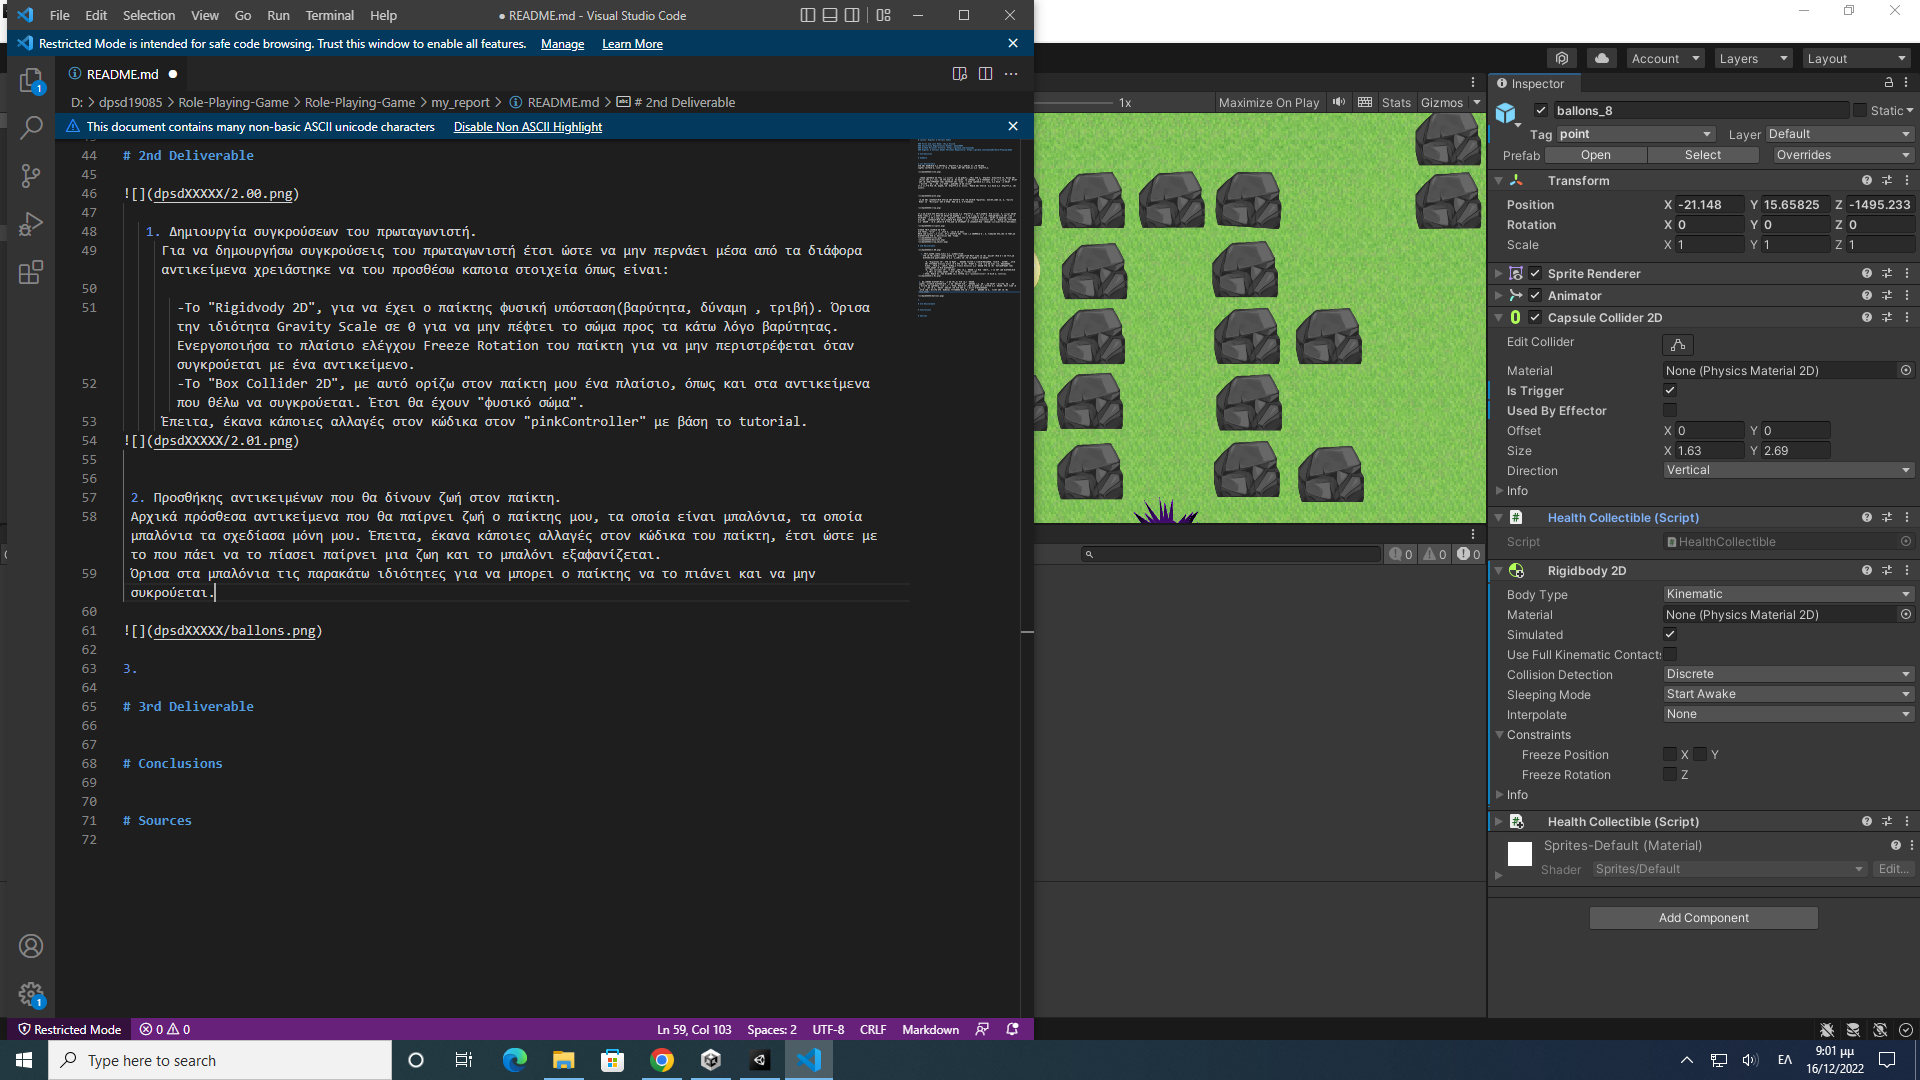 File Edit Selection View Go Run Terminal Help ● README.md - Visual Studio Code
Restricted Mode is intended for safe code browsing. Trust this window to enable all features. Manage Learn More
README.md
D: > dpsd19085 > Role-Playing-Game > Role-Playing-Game > my_report > README.md > # 2nd Deliverable
This document contains many non-basic ASCII unicode characters Disable Non ASCII Highlight
44 # 2nd Deliverable
45
46 ![](dpsdXXXXX/2.00.png)
47
48 1. Δημιουργία συγκρούσεων του πρωταγωνιστή.
49 Για να δημουργήσω συγκρούσεις του πρωταγωνιστή έτσι ώστε να μην περνάει μέσα από τα διάφορα
αντικείμενα χρειάστηκε να του προσθέσω καποια στοιχεία όπως είναι:
50
51 -Το "Rigidvody 2D", για να έχει ο παίκτης φυσική υπόσταση(βαρύτητα, δύναμη , τριβή). Όρισα
την ιδιότητα Gravity Scale σε 0 για να μην πέφτει το σώμα προς τα κάτω λόγο βαρύτητας.
Ενεργοποιήσα το πλαίσιο ελέγχου Freeze Rotation του παίκτη για να μην περιστρέφεται όταν
συγκρούεται με ένα αντικείμενο.
52 -Το "Box Collider 2D", με αυτό ορίζω στον παίκτη μου ένα πλαίσιο, όπως και στα αντικείμενα
που θέλω να συγκρούεται. Έτσι θα έχουν "φυσικό σώμα".
53 Έπειτα, έκανα κάποιες αλλαγές στον κώδικα στον "pinkController" με βάση το tutorial.
54 ![](dpsdXXXXX/2.01.png)
55
56
57 2. Προσθήκης αντικειμένων που θα δίνουν ζωή στον παίκτη.
58 Αρχικά πρόσθεσα αντικείμενα που θα παίρνει ζωή ο παίκτης μου, τα οποία είναι μπαλόνια, τα οποία
μπαλόνια τα σχεδίασα μόνη μου. Έπειτα, έκανα κάποιες αλλαγές στον κώδικα του παίκτη, έτσι ώστε με
το που πάει να το πίασει παίρνει μια ζωη και το μπαλόνι εξαφανίζεται.
59 Όρισα στα μπαλόνια τις παρακάτω ιδιότητες για να μπορει ο παίκτης να το πιάνει και να μην
συκρούεται.
60
61 ![](dpsdXXXXX/ballons.png)
62
63 3.
64
65 # 3rd Deliverable
66
67
68 # Conclusions
69
70
71 # Sources
72
1
1
Restricted Mode 0 0 Ln 59, Col 103 Spaces: 2 UTF-8 CRLF Markdown
1x Maximize On Play Stats Gizmos
0 0 0
Account Layers Layout
Inspector
ballons_8 Static
Tag point Layer Default
Prefab Open Select Overrides
Transform
Position X -21.148 Y 15.65825 Z -1495.233
Rotation X 0 Y 0 Z 0
Scale X 1 Y 1 Z 1
Sprite Renderer
Animator
Capsule Collider 2D
Edit Collider
Material None (Physics Material 2D)
Is Trigger
Used By Effector
Offset X 0 Y 0
Size X 1.63 Y 2.69
Direction Vertical
Info
Health Collectible (Script)
Script HealthCollectible
Rigidbody 2D
Body Type Kinematic
Material None (Physics Material 2D)
Simulated
Use Full Kinematic Contacts
Collision Detection Discrete
Sleeping Mode Start Awake
Interpolate None
Constraints
Freeze Position X Y
Freeze Rotation Z
Info
Health Collectible (Script)
Sprites-Default (Material)
Shader Sprites/Default Edit...
Add Component
Type here to search
ΕΛ 9:01 μμ
16/12/2022